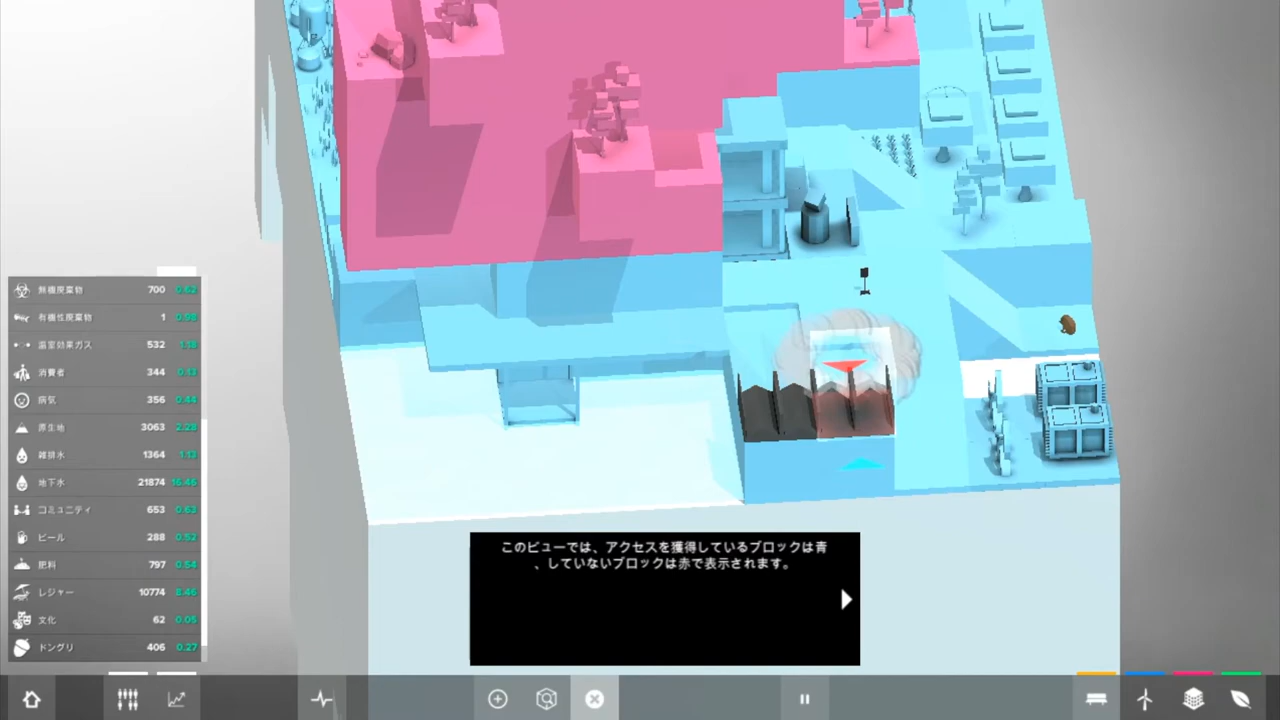 無機廃棄物 700 0.62
有機性廃棄物 1 0.98
温室効果ガス 532 1.18
消費者 344 0.13
病気 356 0.44
原生地 3063 2.23
雑排水 1364 1.13
地下水 21874 16.46
コミュニティ 653 0.63
ビール 288 0.52
肥料 797 0.54
レジャー 10774 8.46
文化 62 0.05
ドングリ 406 0.27
このビューでは、アクセスを獲得しているブロックは青
、していないブロックは赤で表示されます。